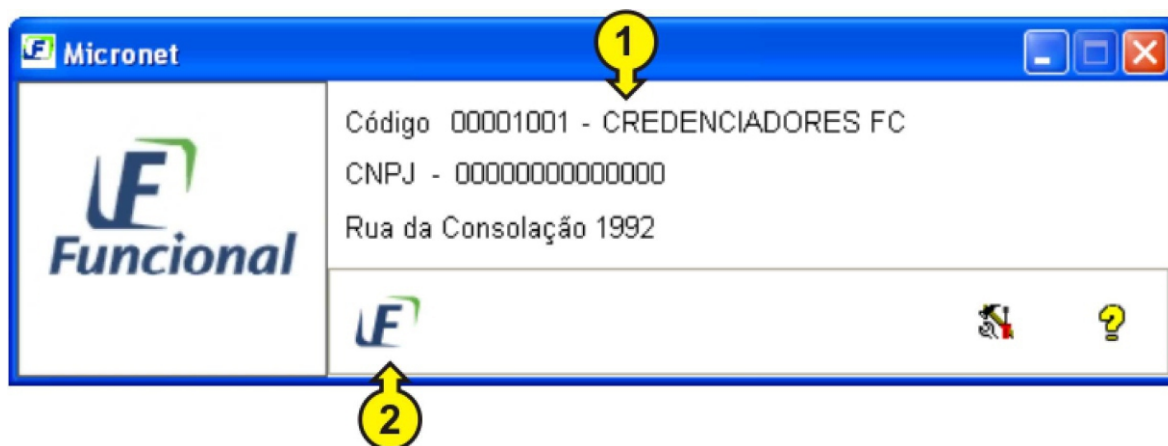 Micronet
1
Código 00001001 - CREDENCIADORES FC
CNPJ - 00000000000000
Rua da Consolação 1992
Funcional
2